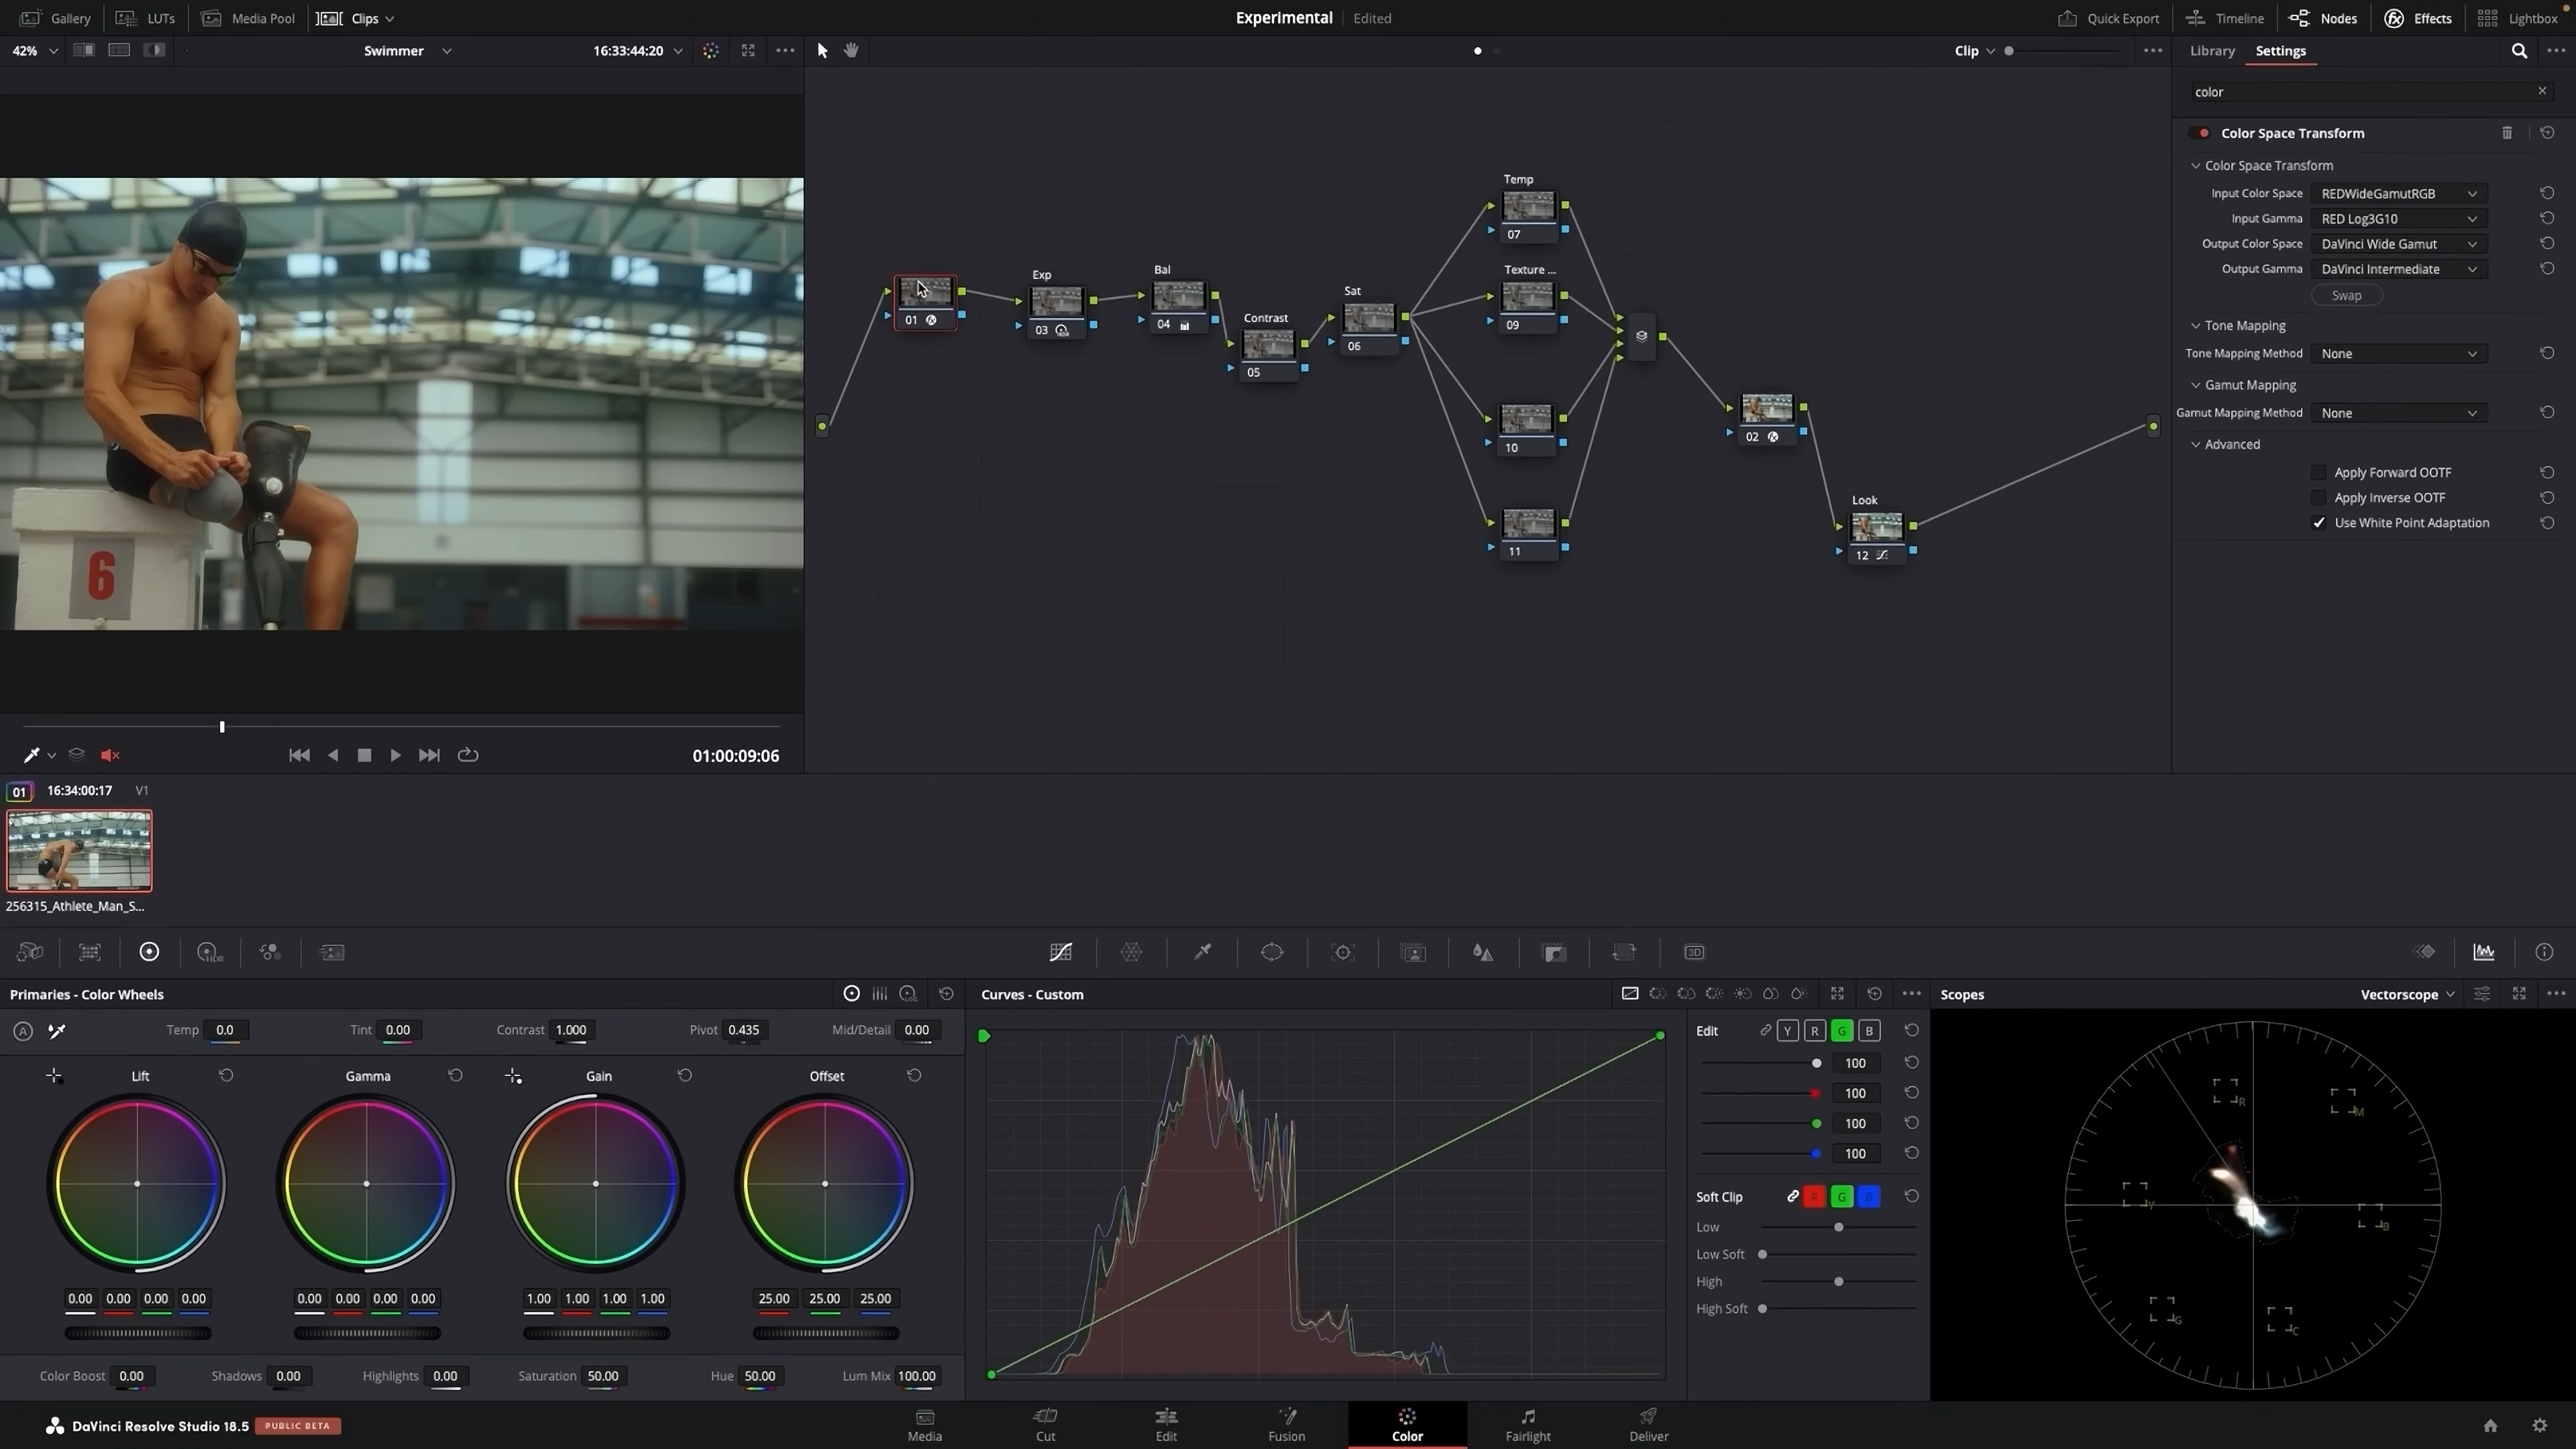 Gallery LUTs Media Pool Clips Experimental Edited Quick Export Timeline Nodes Effects Lightbox
42% Swimmer 16:33:44:20 Clip Library Settings
color
Color Space Transform
Color Space Transform
Input Color Space REDWideGamutRGB
Input Gamma RED Log3G10
Output Color Space DaVinci Wide Gamut
Output Gamma DaVinci Intermediate
Swap
Tone Mapping
Tone Mapping Method None
Gamut Mapping
Gamut Mapping Method None
Advanced
Apply Forward OOTF
Apply Inverse OOTF
Use White Point Adaptation
6
01
Exp
03
Bal
04
Contrast
05
Sat
06
Temp
07
Texture ...
09
10
11
02
Look
12
01:00:09:06
01 16:34:00:17 V1
256315_Athlete_Man_S...
HDR 3D
Primaries - Color Wheels
A Temp 0.0 Tint 0.00 Contrast 1.000 Pivot 0.435 Mid/Detail 0.00
Lift Gamma Gain Offset
0.00 0.00 0.00 0.00 0.00 0.00 0.00 0.00 1.00 1.00 1.00 1.00 25.00 25.00 25.00
Color Boost 0.00 Shadows 0.00 Highlights 0.00 Saturation 50.00 Hue 50.00 Lum Mix 100.00
Curves - Custom
Edit Y R G B
100
100
100
100
Soft Clip R G B
Low
Low Soft
High
High Soft
Scopes Vectorscope
R
M
Y
B
G
C
DaVinci Resolve Studio 18.5 PUBLIC BETA
Media Cut Edit Fusion Color Fairlight Deliver